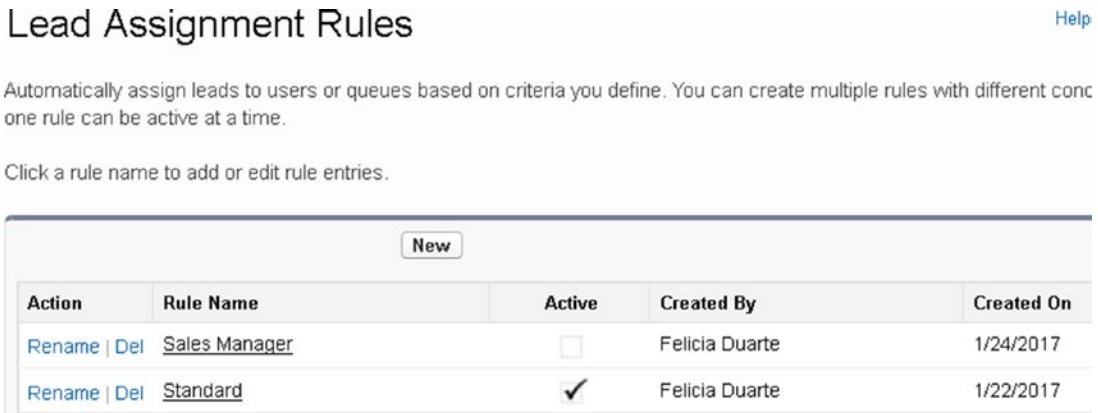 Lead Assignment Rules
Help
Automatically assign leads to users or queues based on criteria you define. You can create multiple rules with different
one rule can be active at a time.
Click a rule name to add or edit rule entries.
New
Action Rule Name Active Created By Created On
Rename | Del Sales Manager Felicia Duarte 1/24/2017
Rename | Del Standard ✓ Felicia Duarte 1/22/2017